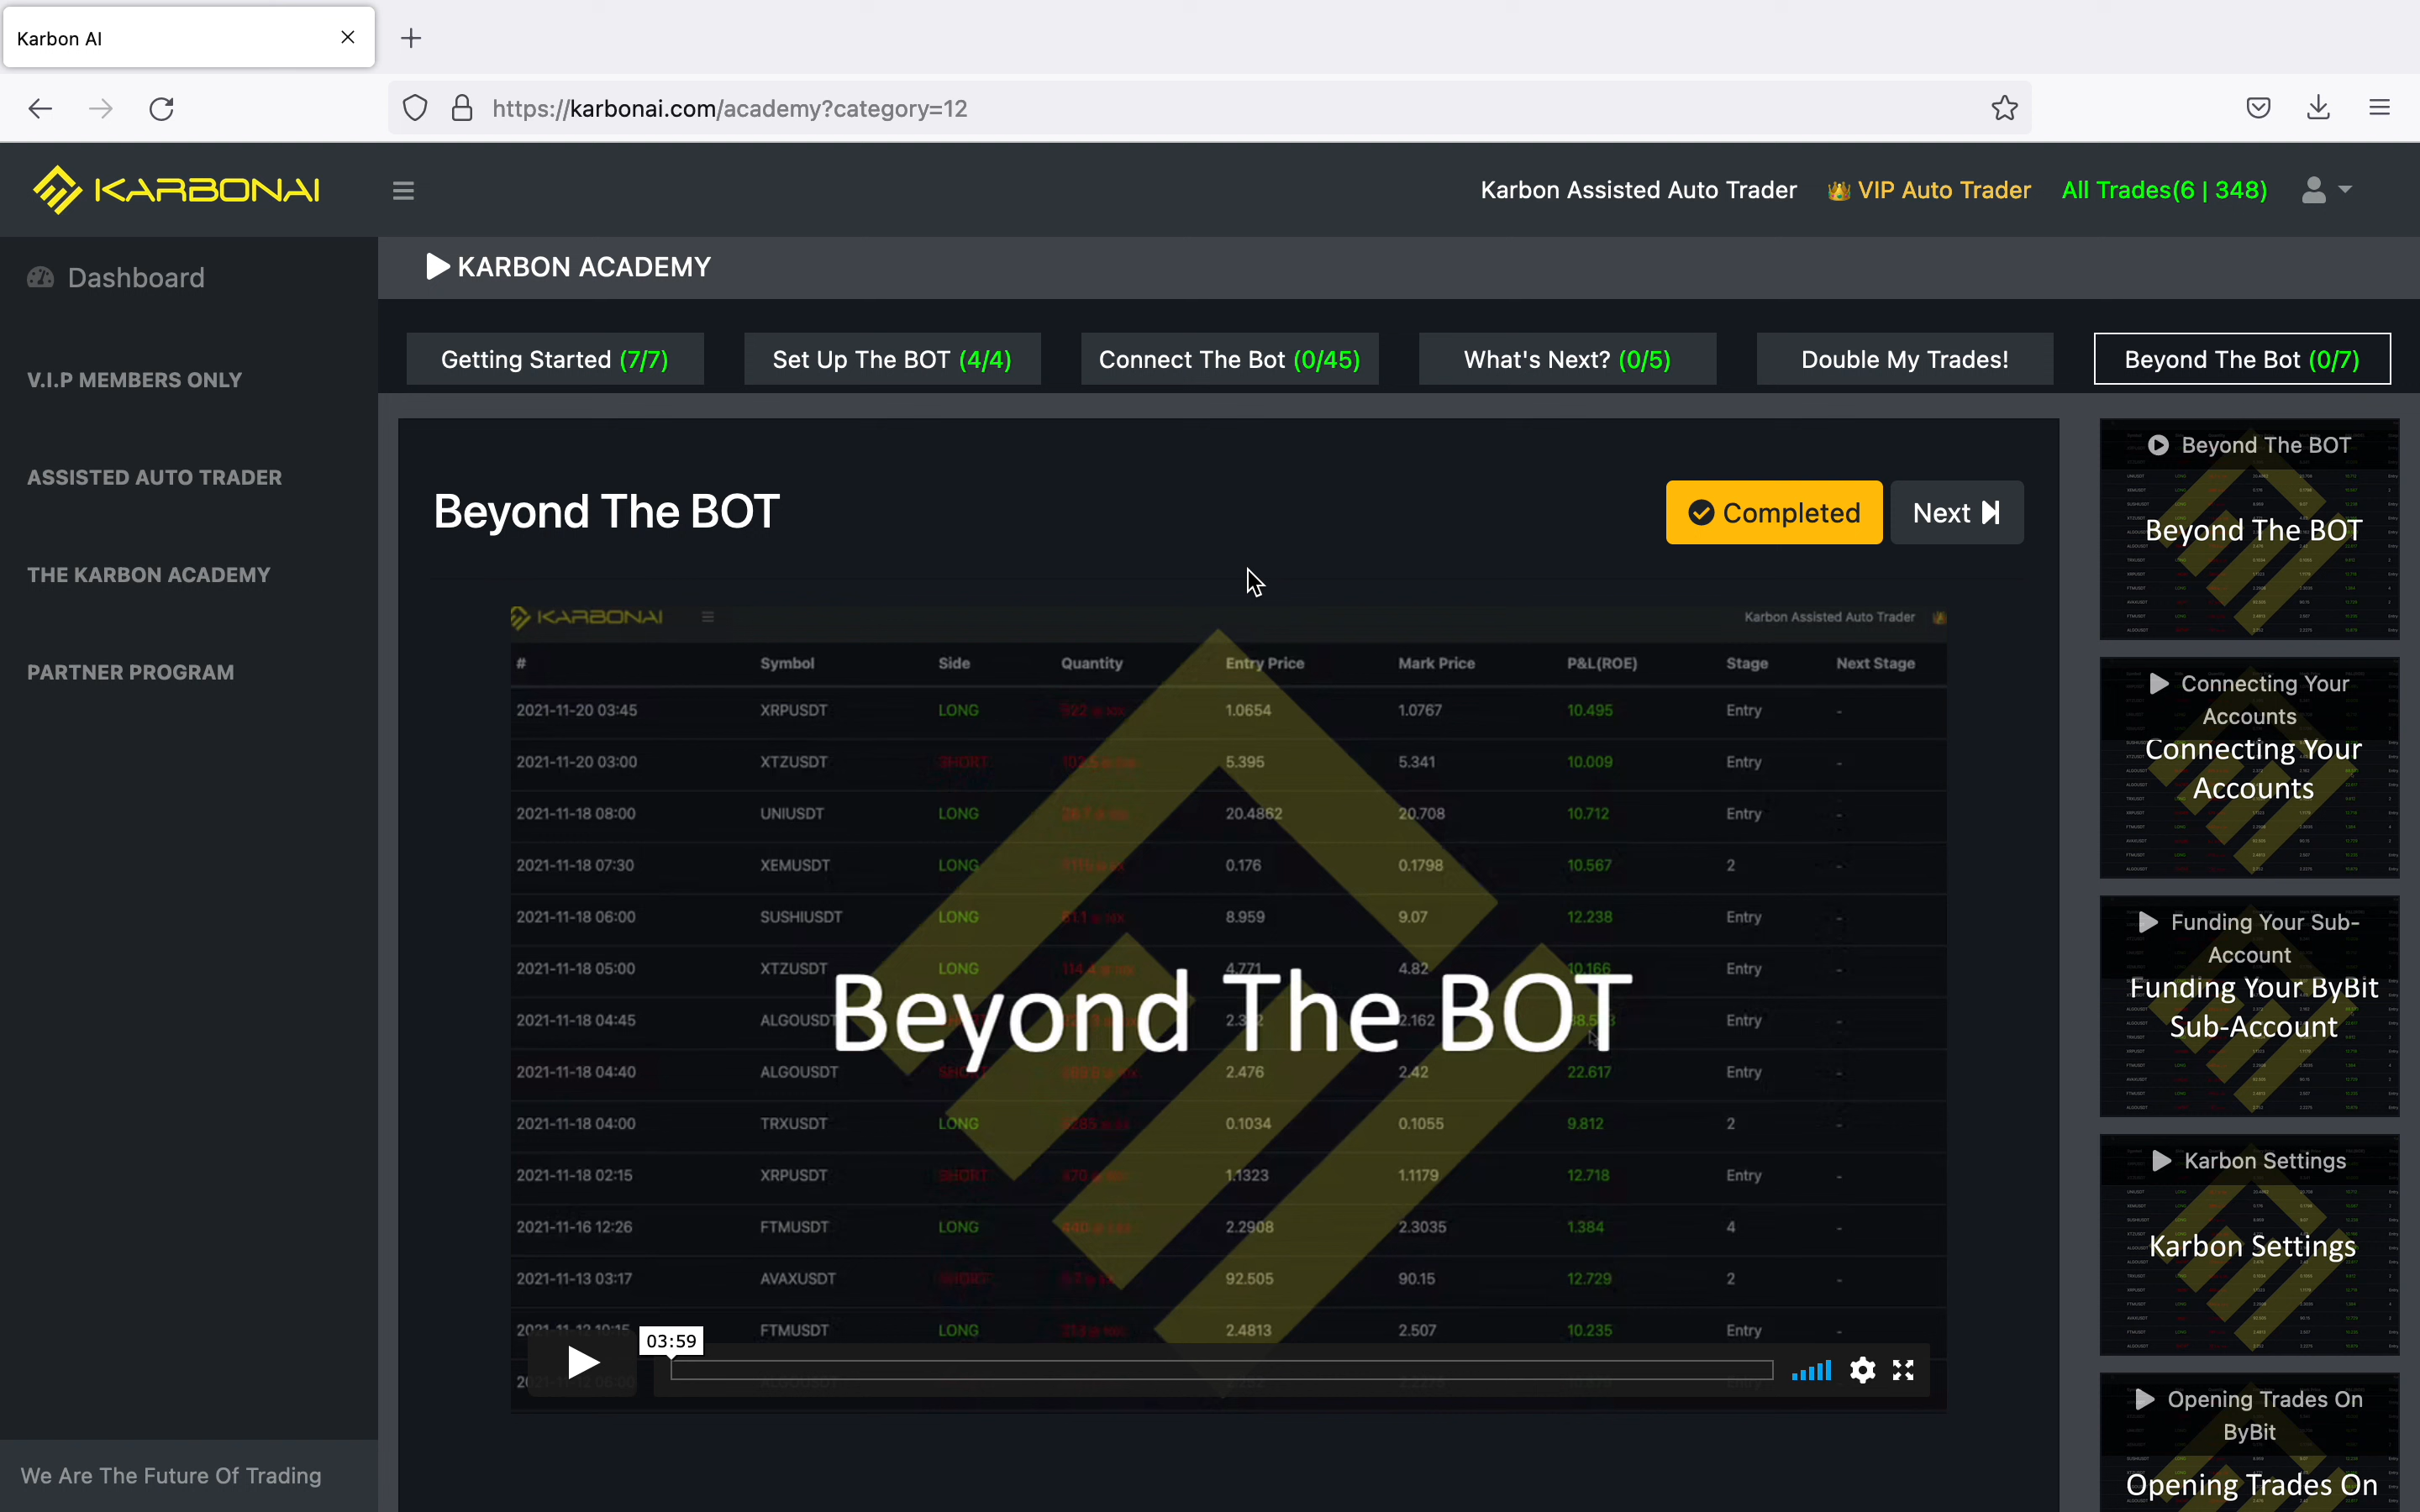 Karbon AI
https://karbonai.com/academy?category=12
KARBONAI
Karbon Assisted Auto Trader
VIP Auto Trader
All Trades(6 | 348)
Dashboard
V.I.P MEMBERS ONLY
ASSISTED AUTO TRADER
THE KARBON ACADEMY
PARTNER PROGRAM
We Are The Future Of Trading
KARBON ACADEMY
Getting Started (7/7)
Set Up The BOT (4/4)
Connect The Bot (0/45)
What's Next? (0/5)
Double My Trades!
Beyond The Bot (0/7)
Beyond The BOT
Completed
Next
KARBONAI
Karbon Assisted Auto Trader
# Symbol Side Quantity Entry Price Mark Price P&L(ROE) Stage Next Stage
2021-11-20 03:45 XRPUSDT LONG 1.0654 1.0767 10.495 Entry -
2021-11-20 03:00 XTZUSDT SHORT 5.395 5.341 10.009 Entry -
2021-11-18 08:00 UNIUSDT LONG 20.4862 20.708 10.712 Entry -
2021-11-18 07:30 XEMUSDT LONG 0.176 0.1798 10.567 2 -
2021-11-18 06:00 SUSHIUSDT LONG 8.959 9.07 12.238 Entry -
2021-11-18 05:00 XTZUSDT LONG 4.771 4.82 10.166 Entry -
2021-11-18 04:45 ALGOUSDT 2.162 Entry -
2021-11-18 04:40 ALGOUSDT SHORT 2.476 2.42 22.617 Entry -
2021-11-18 04:00 TRXUSDT LONG 0.1034 0.1055 9.812 2 -
2021-11-18 02:15 XRPUSDT SHORT 1.1323 1.1179 12.718 Entry -
2021-11-16 12:26 FTMUSDT LONG 2.2908 2.3035 1.384 4 -
2021-11-13 03:17 AVAXUSDT SHORT 92.505 90.15 12.729 2 -
FTMUSDT LONG 2.4813 2.507 10.235 Entry -
Beyond The BOT
03:59
Beyond The BOT
Beyond The BOT
Connecting Your
Accounts
Connecting Your
Accounts
Funding Your Sub-
Account
Funding Your ByBit
Sub-Account
Karbon Settings
Karbon Settings
Opening Trades On
ByBit
Opening Trades On